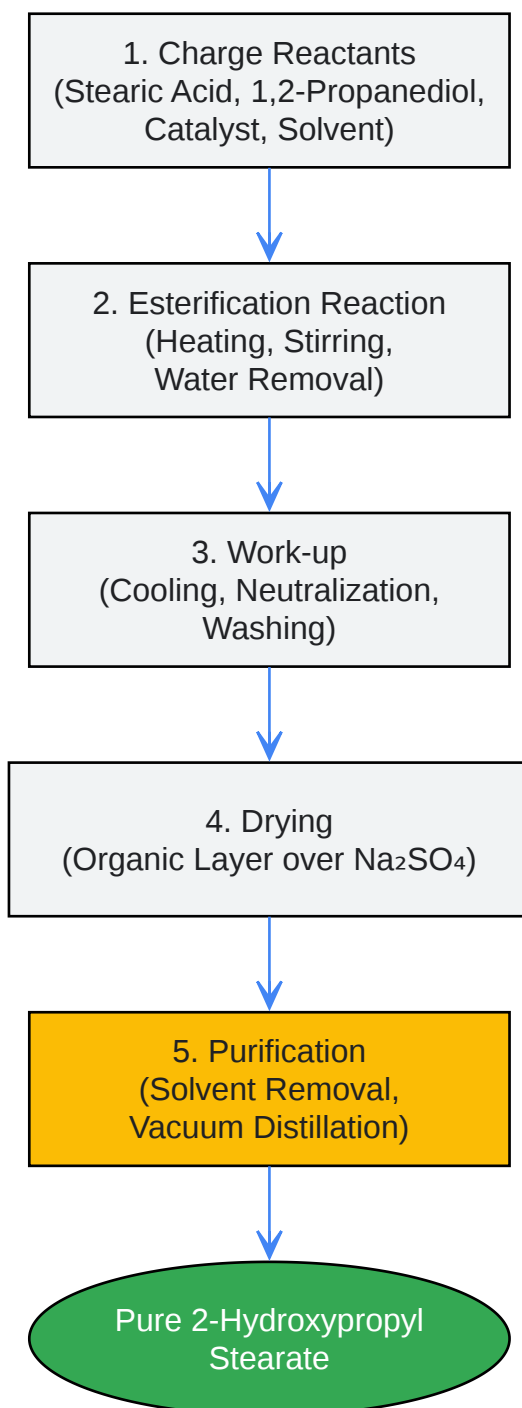 1. Charge Reactants
(Stearic Acid, 1,2-Propanediol,
Catalyst, Solvent)
2. Esterification Reaction
(Heating, Stirring,
Water Removal)
3. Work-up
(Cooling, Neutralization,
Washing)
4. Drying
(Organic Layer over Na₂SO₄)
5. Purification
(Solvent Removal,
Vacuum Distillation)
Pure 2-Hydroxypropyl
Stearate